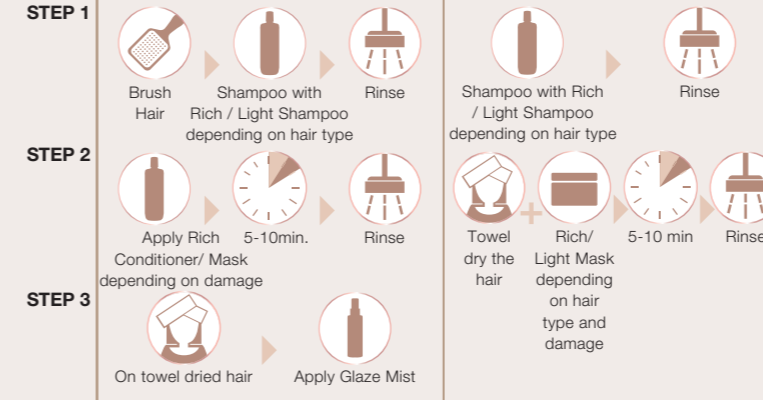 STEP 1
Brush
Hair
Shampoo with
Rich / Light Shampoo
depending on hair type
Rinse
Shampoo with Rich
/ Light Shampoo
depending on hair type
Rinse
STEP 2
Apply Rich
Conditioner/ Mask
depending on damage
5-10min.
Rinse
Towel
dry the
hair
+
Rich/
Light Mask
depending
on hair
type and
damage
5-10 min
Rinse
STEP 3
On towel dried hair
Apply Glaze Mist